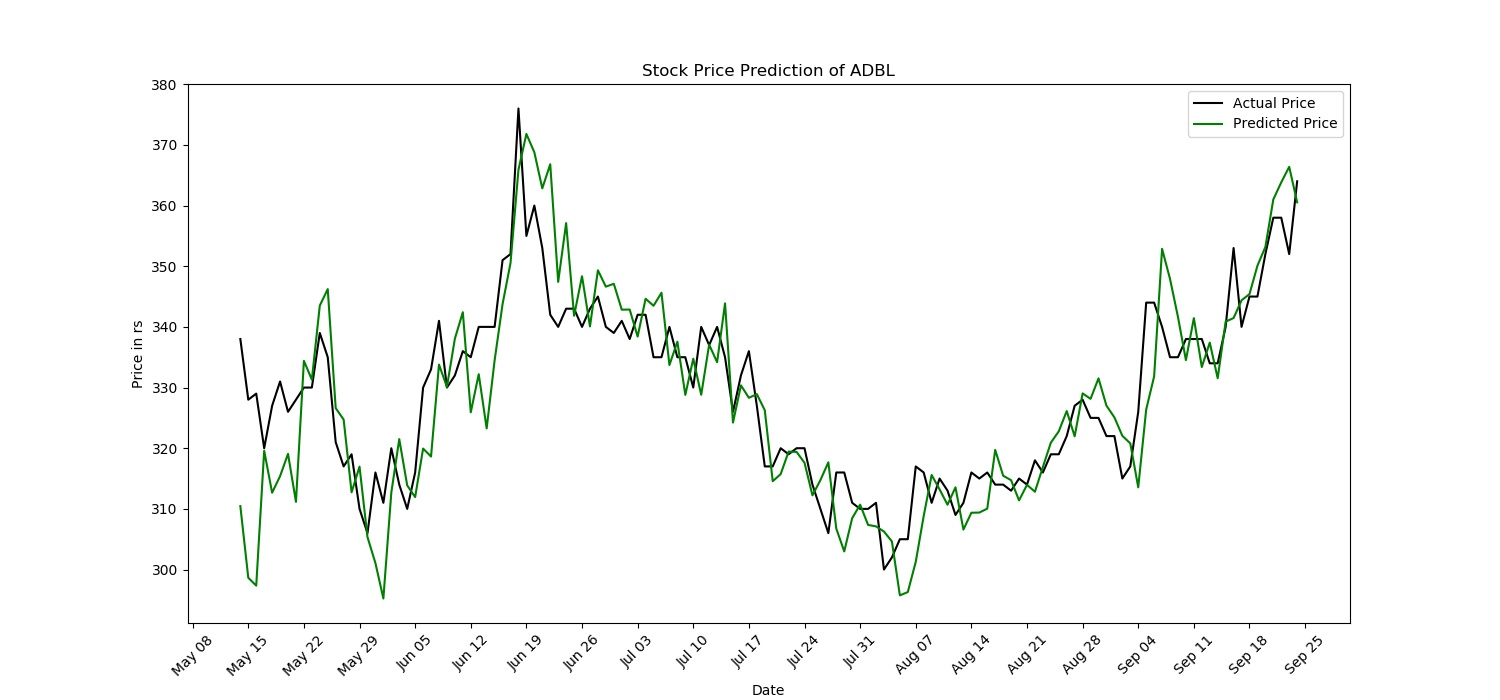 Stock Price Prediction of ADBL
Actual Price
Predicted Price
Price in rs
380
370
360
350
340
330
320
310
300
May 08
May 15
May 22
May 29
Jun 05
Jun 12
Jun 19
Jun 26
Jul 03
Jul 10
Jul 17
Jul 24
Jul 31
Aug 07
Aug 14
Aug 21
Aug 28
Sep 04
Sep 11
Sep 18
Sep 25
Date